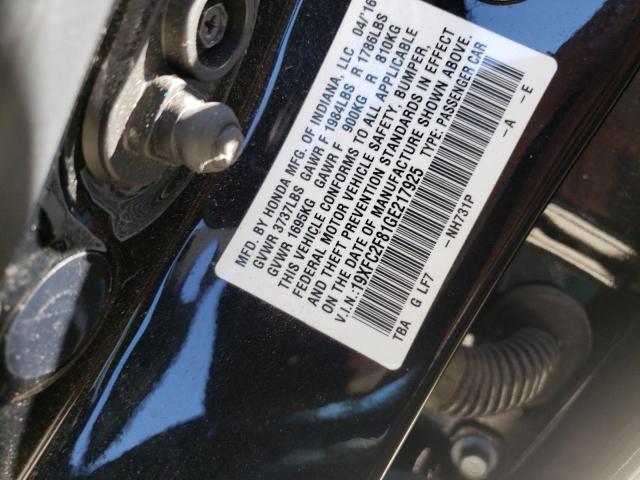 MFD. BY HONDA MFG. OF INDIANA, LLC 04/16
GVWR 3737LBS GAWR F 1984LBS R 1786LBS
GVWR 1695KG GAWR F 900KG R 810KG
THIS VEHICLE CONFORMS TO ALL APPLICABLE
FEDERAL MOTOR VEHICLE SAFETY, BUMPER,
AND THEFT PREVENTION STANDARDS IN EFFECT
ON THE DATE OF MANUFACTURE SHOWN ABOVE.
V.I.N.: 19XFC2F81GE217925 TYPE: PASSENGER CAR
TBA G LF7 -NH731P -A -E